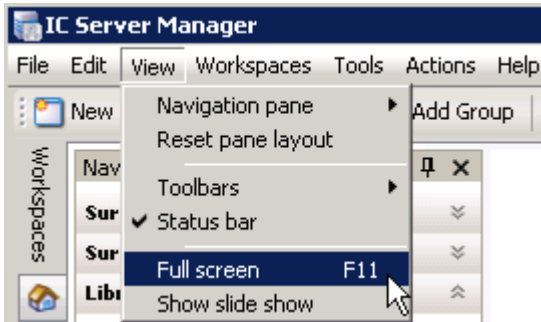 IC Server Manager
File Edit View Workspaces Tools Actions Help
New Add Group
Navigation pane
Reset pane layout
Toolbars
Status bar
Full screen F11
Show slide show
Workspaces
Nav
Sur
Sur